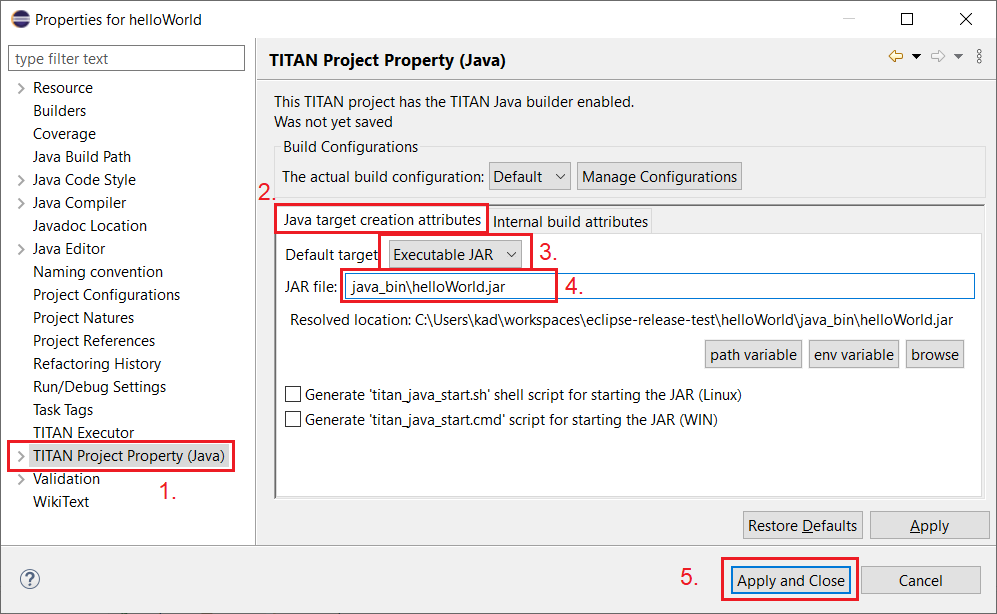 Properties for helloWorld
type filter text
Resource
Builders
Coverage
Java Build Path
Java Code Style
Java Compiler
Javadoc Location
Java Editor
Naming convention
Project Configurations
Project Natures
Project References
Refactoring History
Run/Debug Settings
Task Tags
TITAN Executor
TITAN Project Property (Java)
1.
Validation
WikiText
TITAN Project Property (Java)
This TITAN project has the TITAN Java builder enabled.
Was not yet saved
Build Configurations
The actual build configuration: Default Manage Configurations
2.
Java target creation attributes Internal build attributes
Default target Executable JAR 3.
JAR file: java_bin\helloWorld.jar 4.
Resolved location: C:\Users\kad\workspaces\eclipse-release-test\helloWorld\java_bin\helloWorld.jar
path variable env variable browse
Generate 'titan_java_start.sh' shell script for starting the JAR (Linux)
Generate 'titan_java_start.cmd' script for starting the JAR (WIN)
Restore Defaults Apply
? 5. Apply and Close Cancel